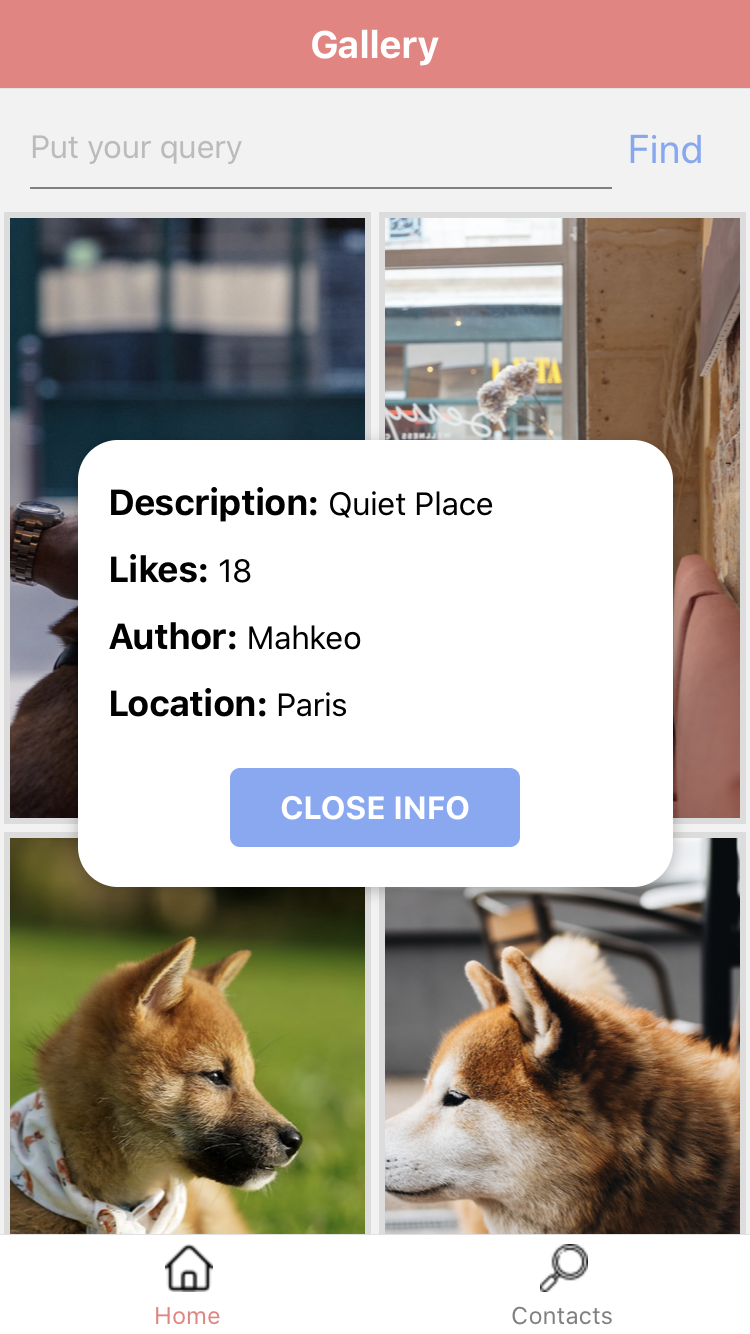 Gallery
Put your query
Find
Description: Quiet Place
Likes: 18
Author: Mahkeo
Location: Paris
CLOSE INFO
Home
Contacts